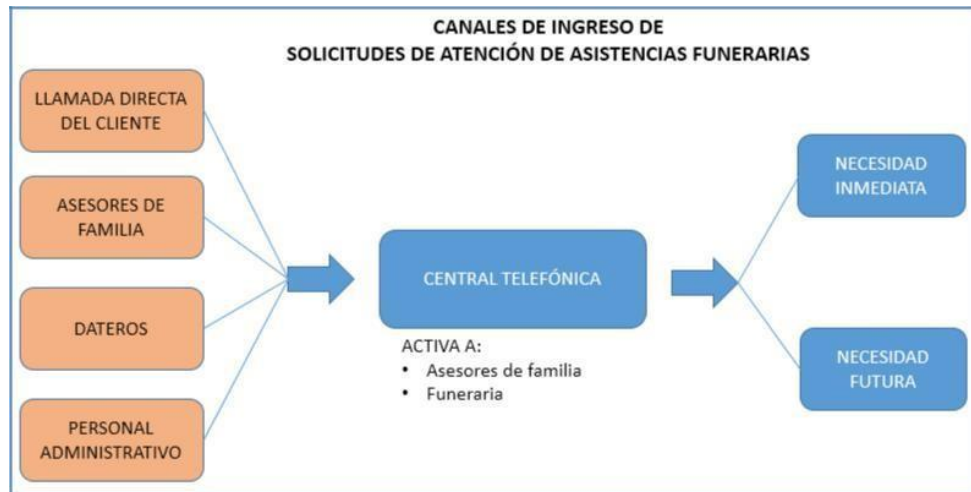 CANALES DE INGRESO DE
SOLICITUDES DE ATENCIÓN DE ASISTENCIAS FUNERARIAS
LLAMADA DIRECTA
DEL CLIENTE
ASESORES DE
FAMILIA
DATEROS
PERSONAL
ADMINISTRATIVO
CENTRAL TELEFÓNICA
ACTIVA A:
• Asesores de familia
• Funeraria
NECESIDAD
INMEDIATA
NECESIDAD
FUTURA